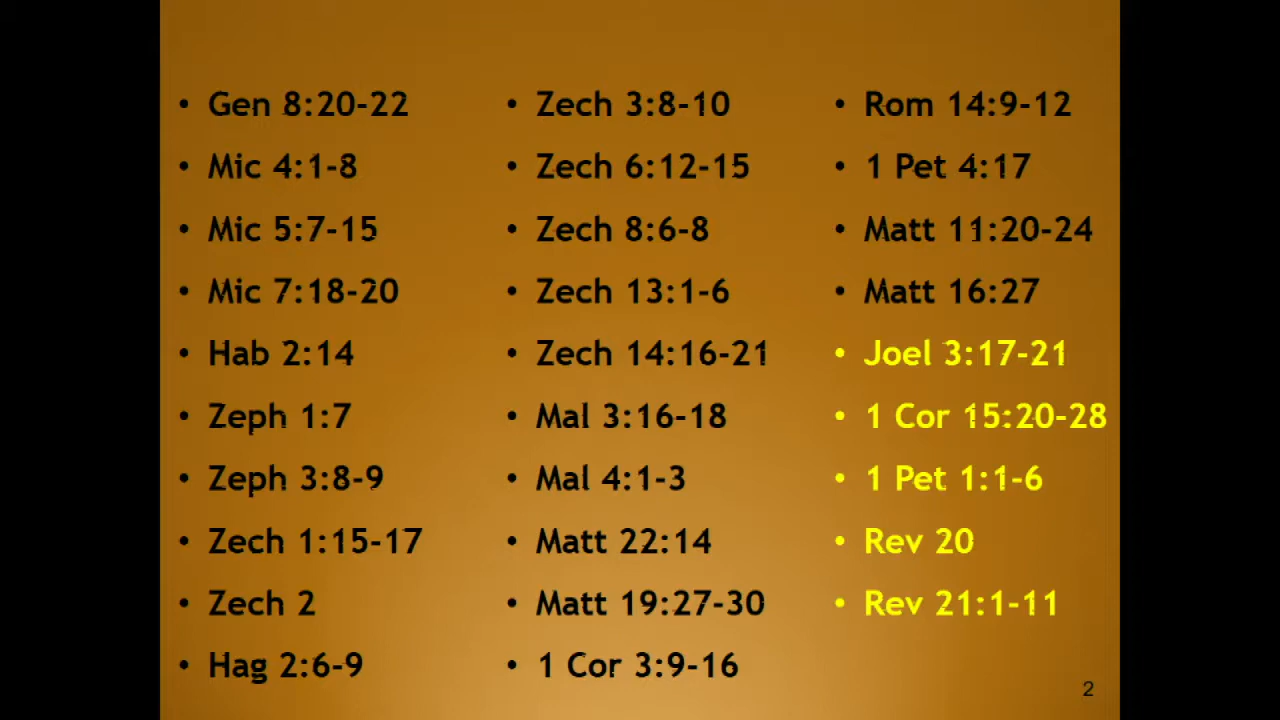 • Gen 8:20-22
• Mic 4:1-8
• Mic 5:7-15
• Mic 7:18-20
• Hab 2:14
• Zeph 1:7
• Zeph 3:8-9
• Zech 1:15-17
• Zech 2
• Hag 2:6-9
• Zech 3:8-10
• Zech 6:12-15
• Zech 8:6-8
• Zech 13:1-6
• Zech 14:16-21
• Mal 3:16-18
• Mal 4:1-3
• Matt 22:14
• Matt 19:27-30
• 1 Cor 3:9-16
• Rom 14:9-12
• 1 Pet 4:17
• Matt 11:20-24
• Matt 16:27
• Joel 3:17-21
• 1 Cor 15:20-28
• 1 Pet 1:1-6
• Rev 20
• Rev 21:1-11
2